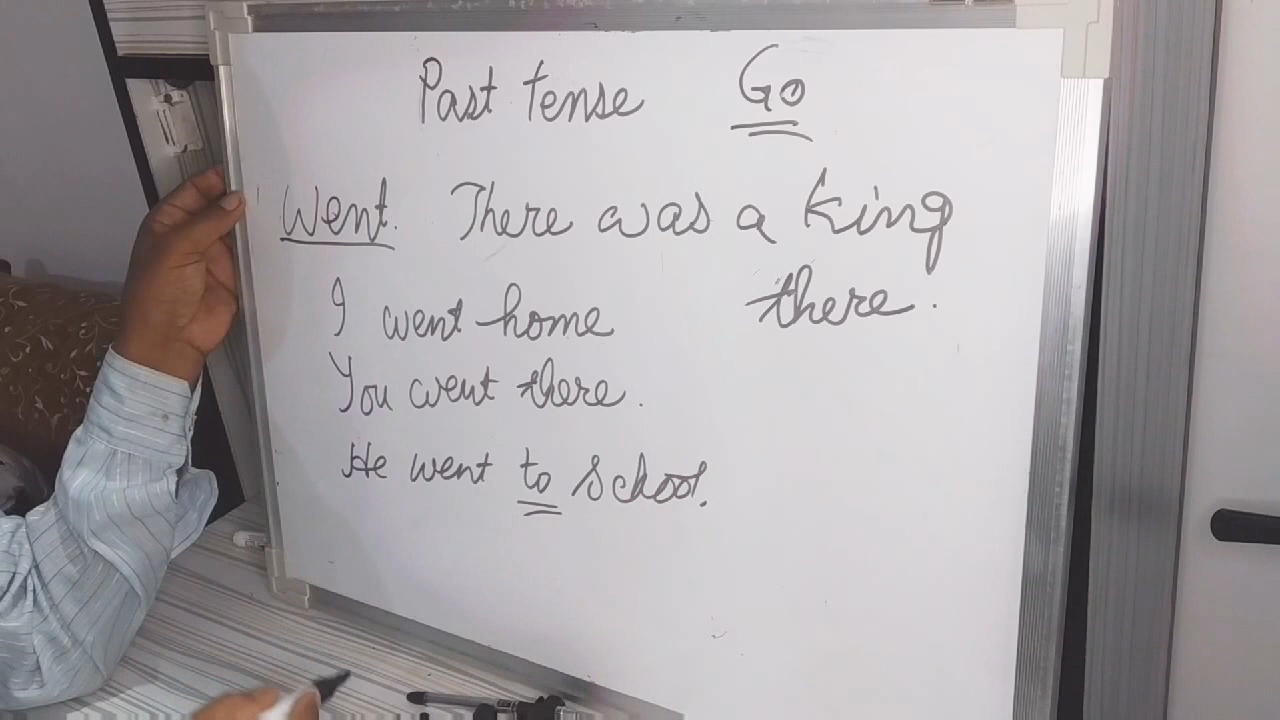 Past tense Go
Went. There was a king
there.
I went home
You went there.
He went to school.